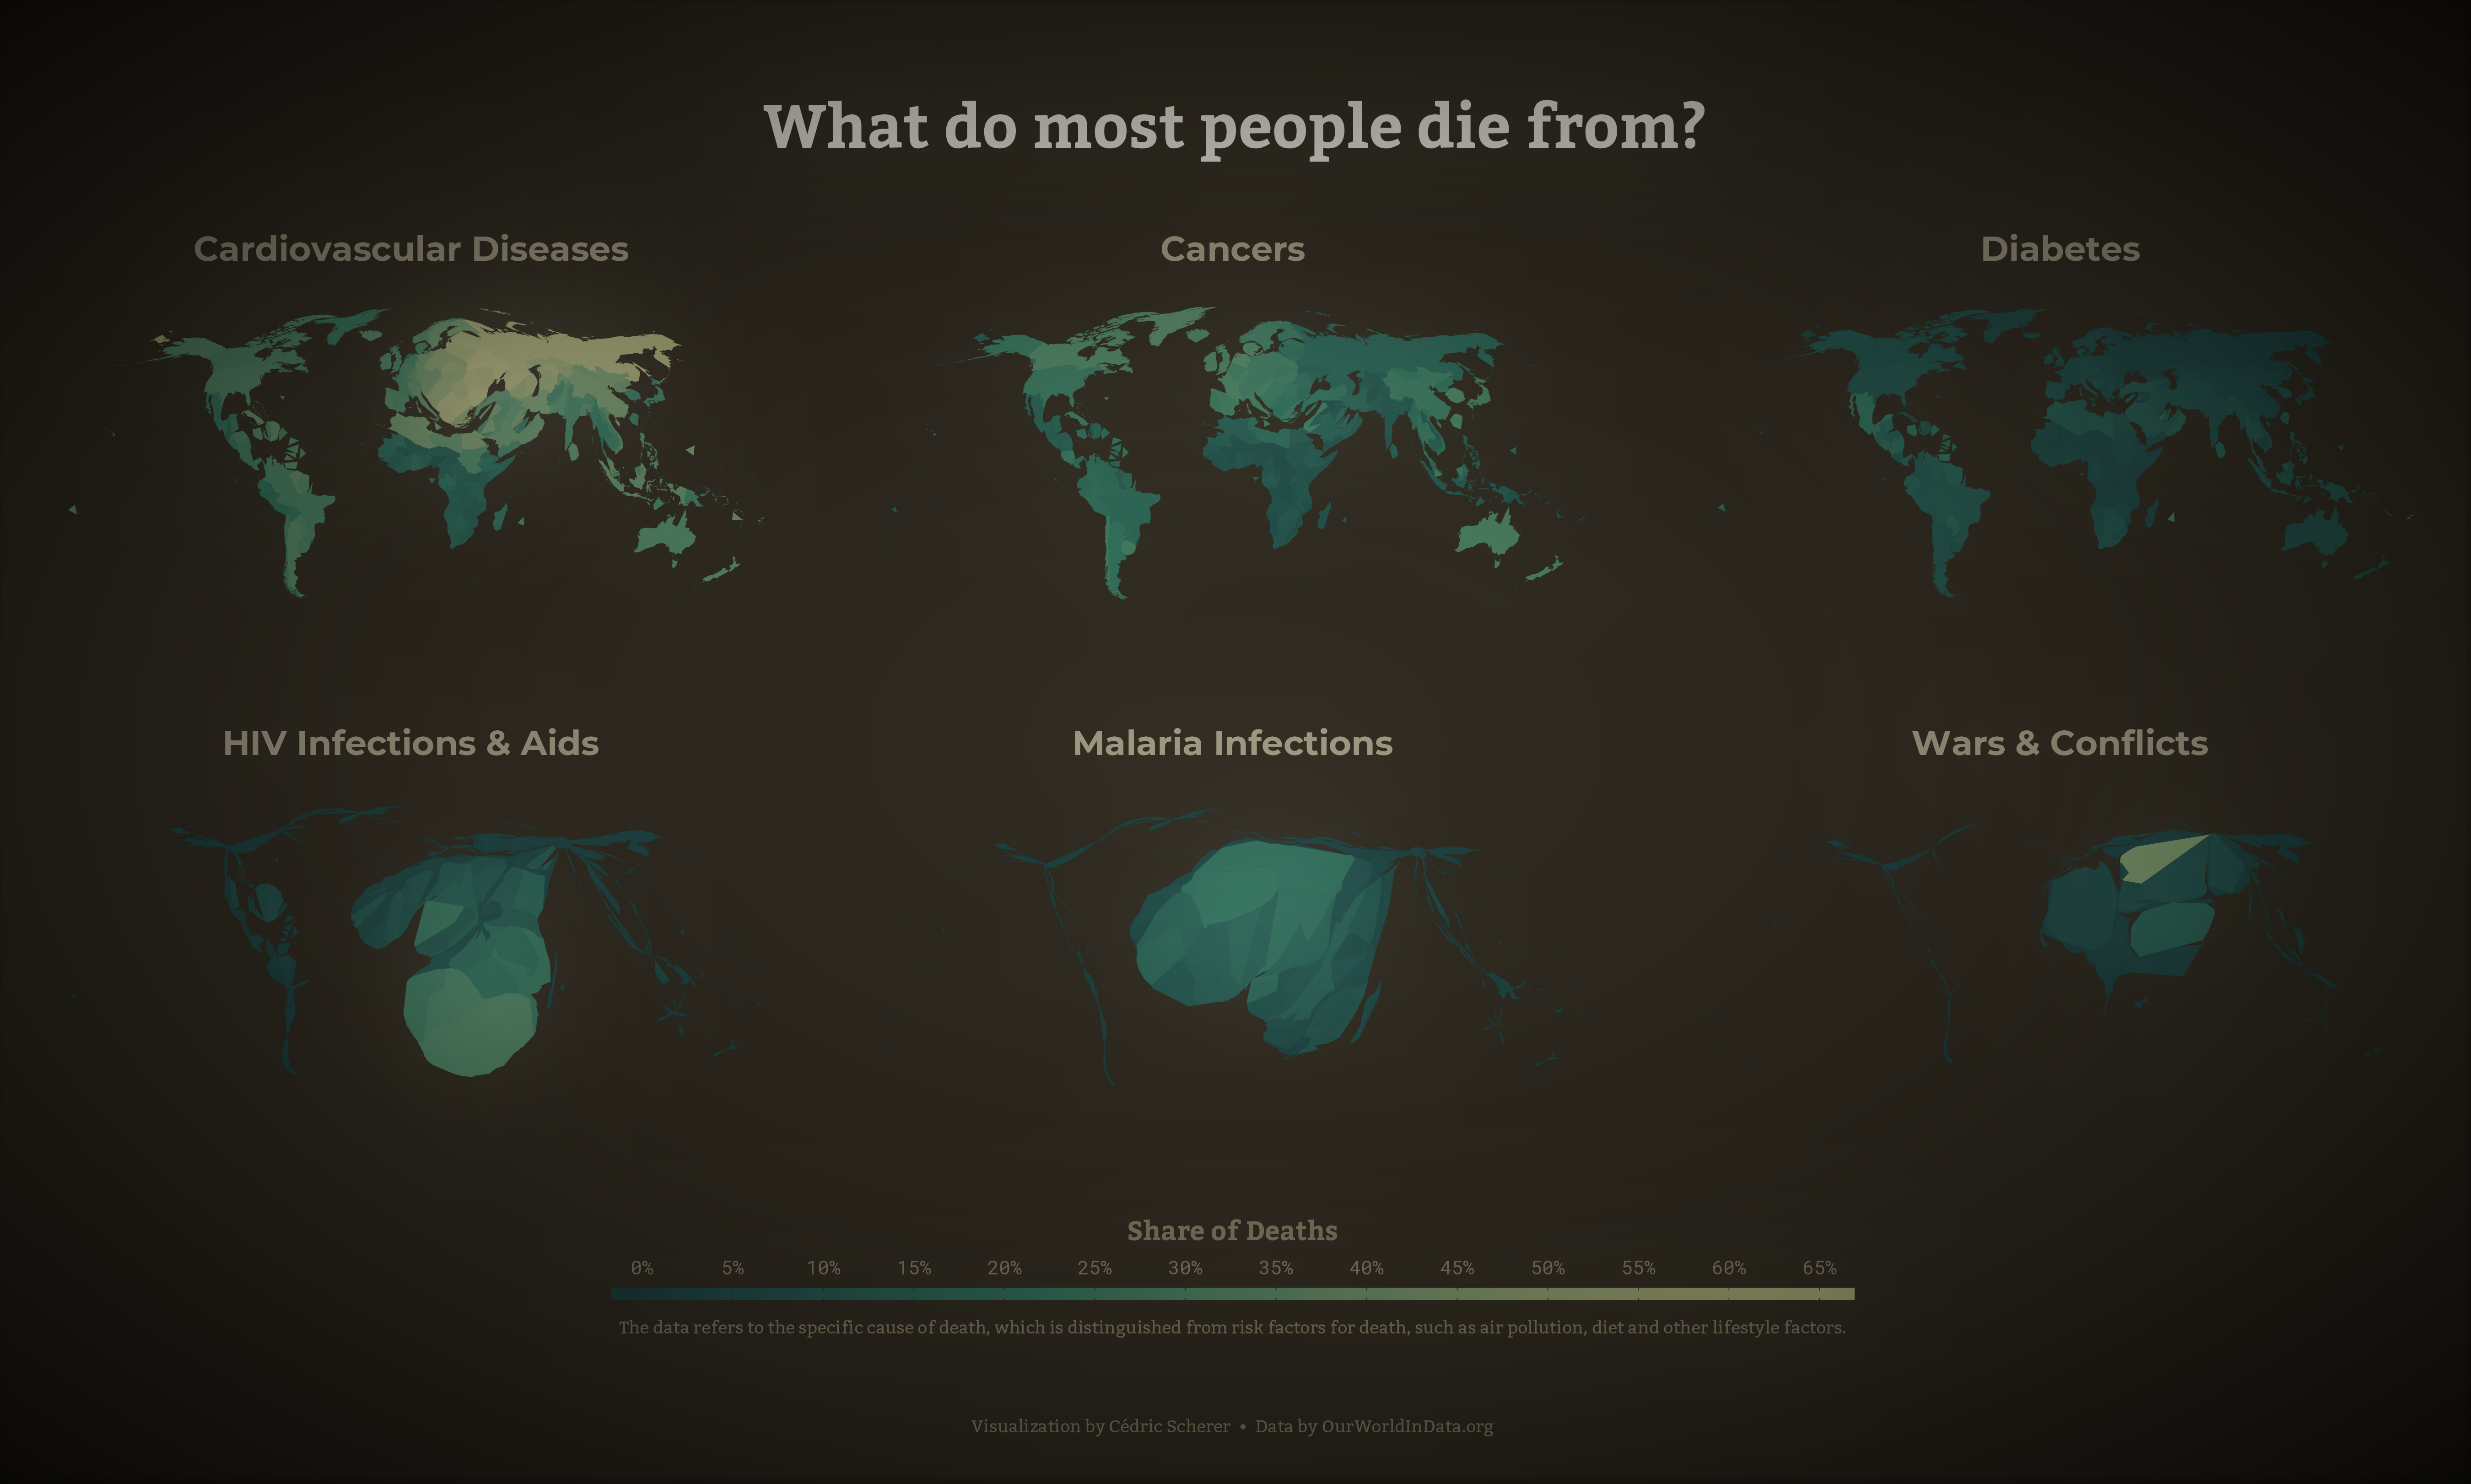 What do most people die from?
Cardiovascular Diseases
Cancers
Diabetes
HIV Infections & Aids
Malaria Infections
Wars & Conflicts
Share of Deaths
0% 5% 10% 15% 20% 25% 30% 35% 40% 45% 50% 55% 60% 65%
The data refers to the specific cause of death, which is distinguished from risk factors for death, such as air pollution, diet and other lifestyle factors.
Visualization by Cédric Scherer • Data by OurWorldInData.org